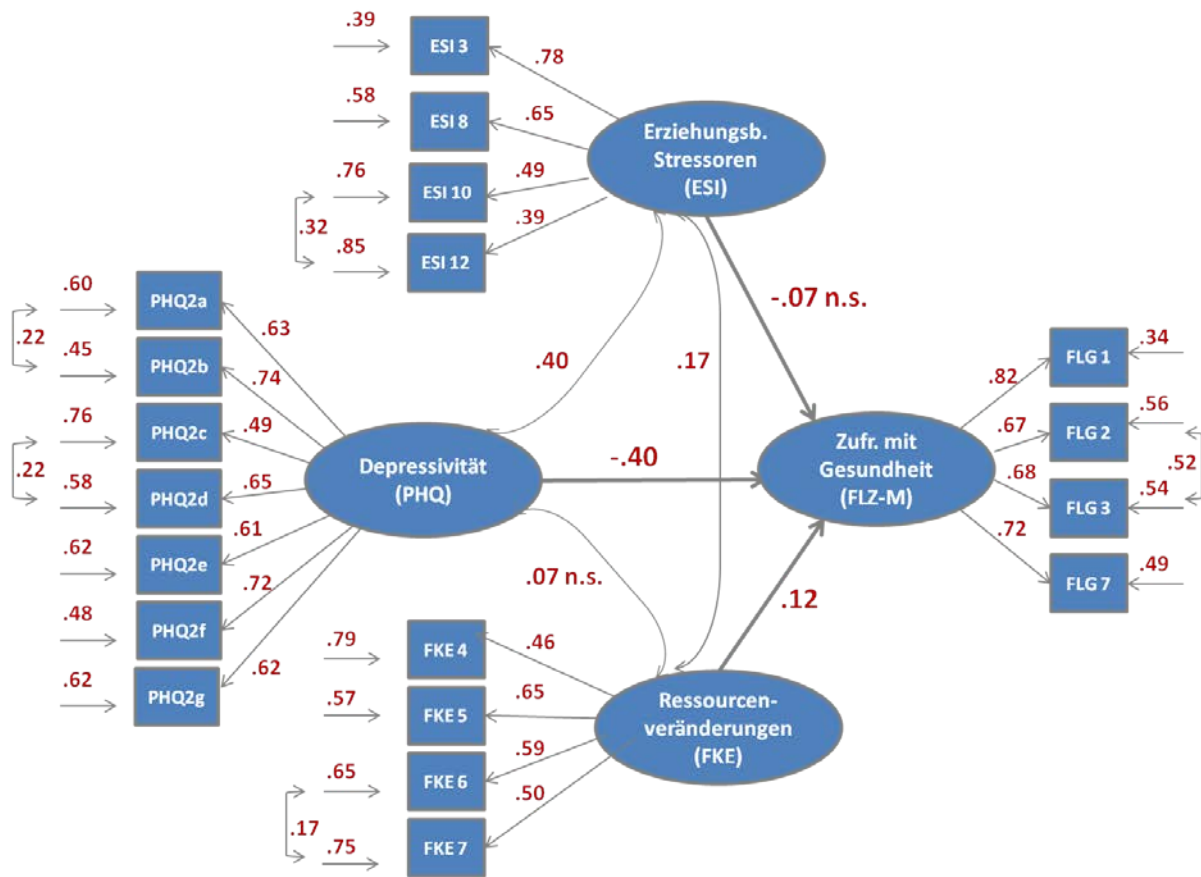 .39
ESI 3
.78
.58
ESI 8
.65
Erziehungsb.
Stressoren
(ESI)
.76
ESI 10
.49
.32
.39
.85
ESI 12
.60
PHQ2a
.63
-.07 n.s.
.22
.45
PHQ2b
.74
.40
.17
FLG 1
.34
.82
.76
PHQ2c
.49
.56
FLG 2
.67
Depressivität
(PHQ)
-.40
Zufr. mit
Gesundheit
(FLZ-M)
.22
.58
PHQ2d
.65
.68
FLG 3
.54
.52
.62
PHQ2e
.61
.72
.07 n.s.
FLG 7
.49
.48
PHQ2f
.72
.12
.79
FKE 4
.46
.62
PHQ2g
.62
.57
FKE 5
.65
Ressourcen-
veränderungen
(FKE)
.65
FKE 6
.59
.17
.50
.75
FKE 7